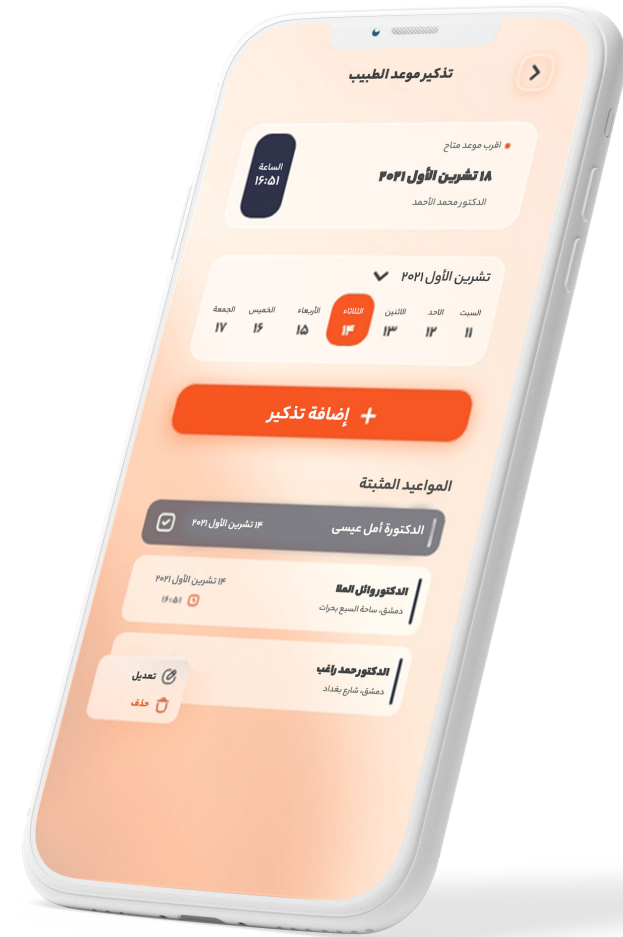 تذكير موعد الطبيب
اقرب موعد متاح
١٨ تشرين الأول ٢٠٢١
الدكتور محمد الأحمد
الساعة
١٦:٥١
تشرين الأول ٢٠٢١
السبت الاحد الاثنين الثلاثاء الأربعاء الخميس الجمعة
١١ ١٢ ١٣ ١٤ ١٥ ١٦ ١٧
إضافة تذكير
المواعيد المثبتة
الدكتورة أمل عيسى ١٤ تشرين الأول ٢٠٢١
الدكتور وائل الملا ١٤ تشرين الأول ٢٠٢١
دمشق، ساحة السبع بحرات ١٦:٥١
الدكتور حمد راغب
دمشق، شارع بغداد
تعديل
حذف